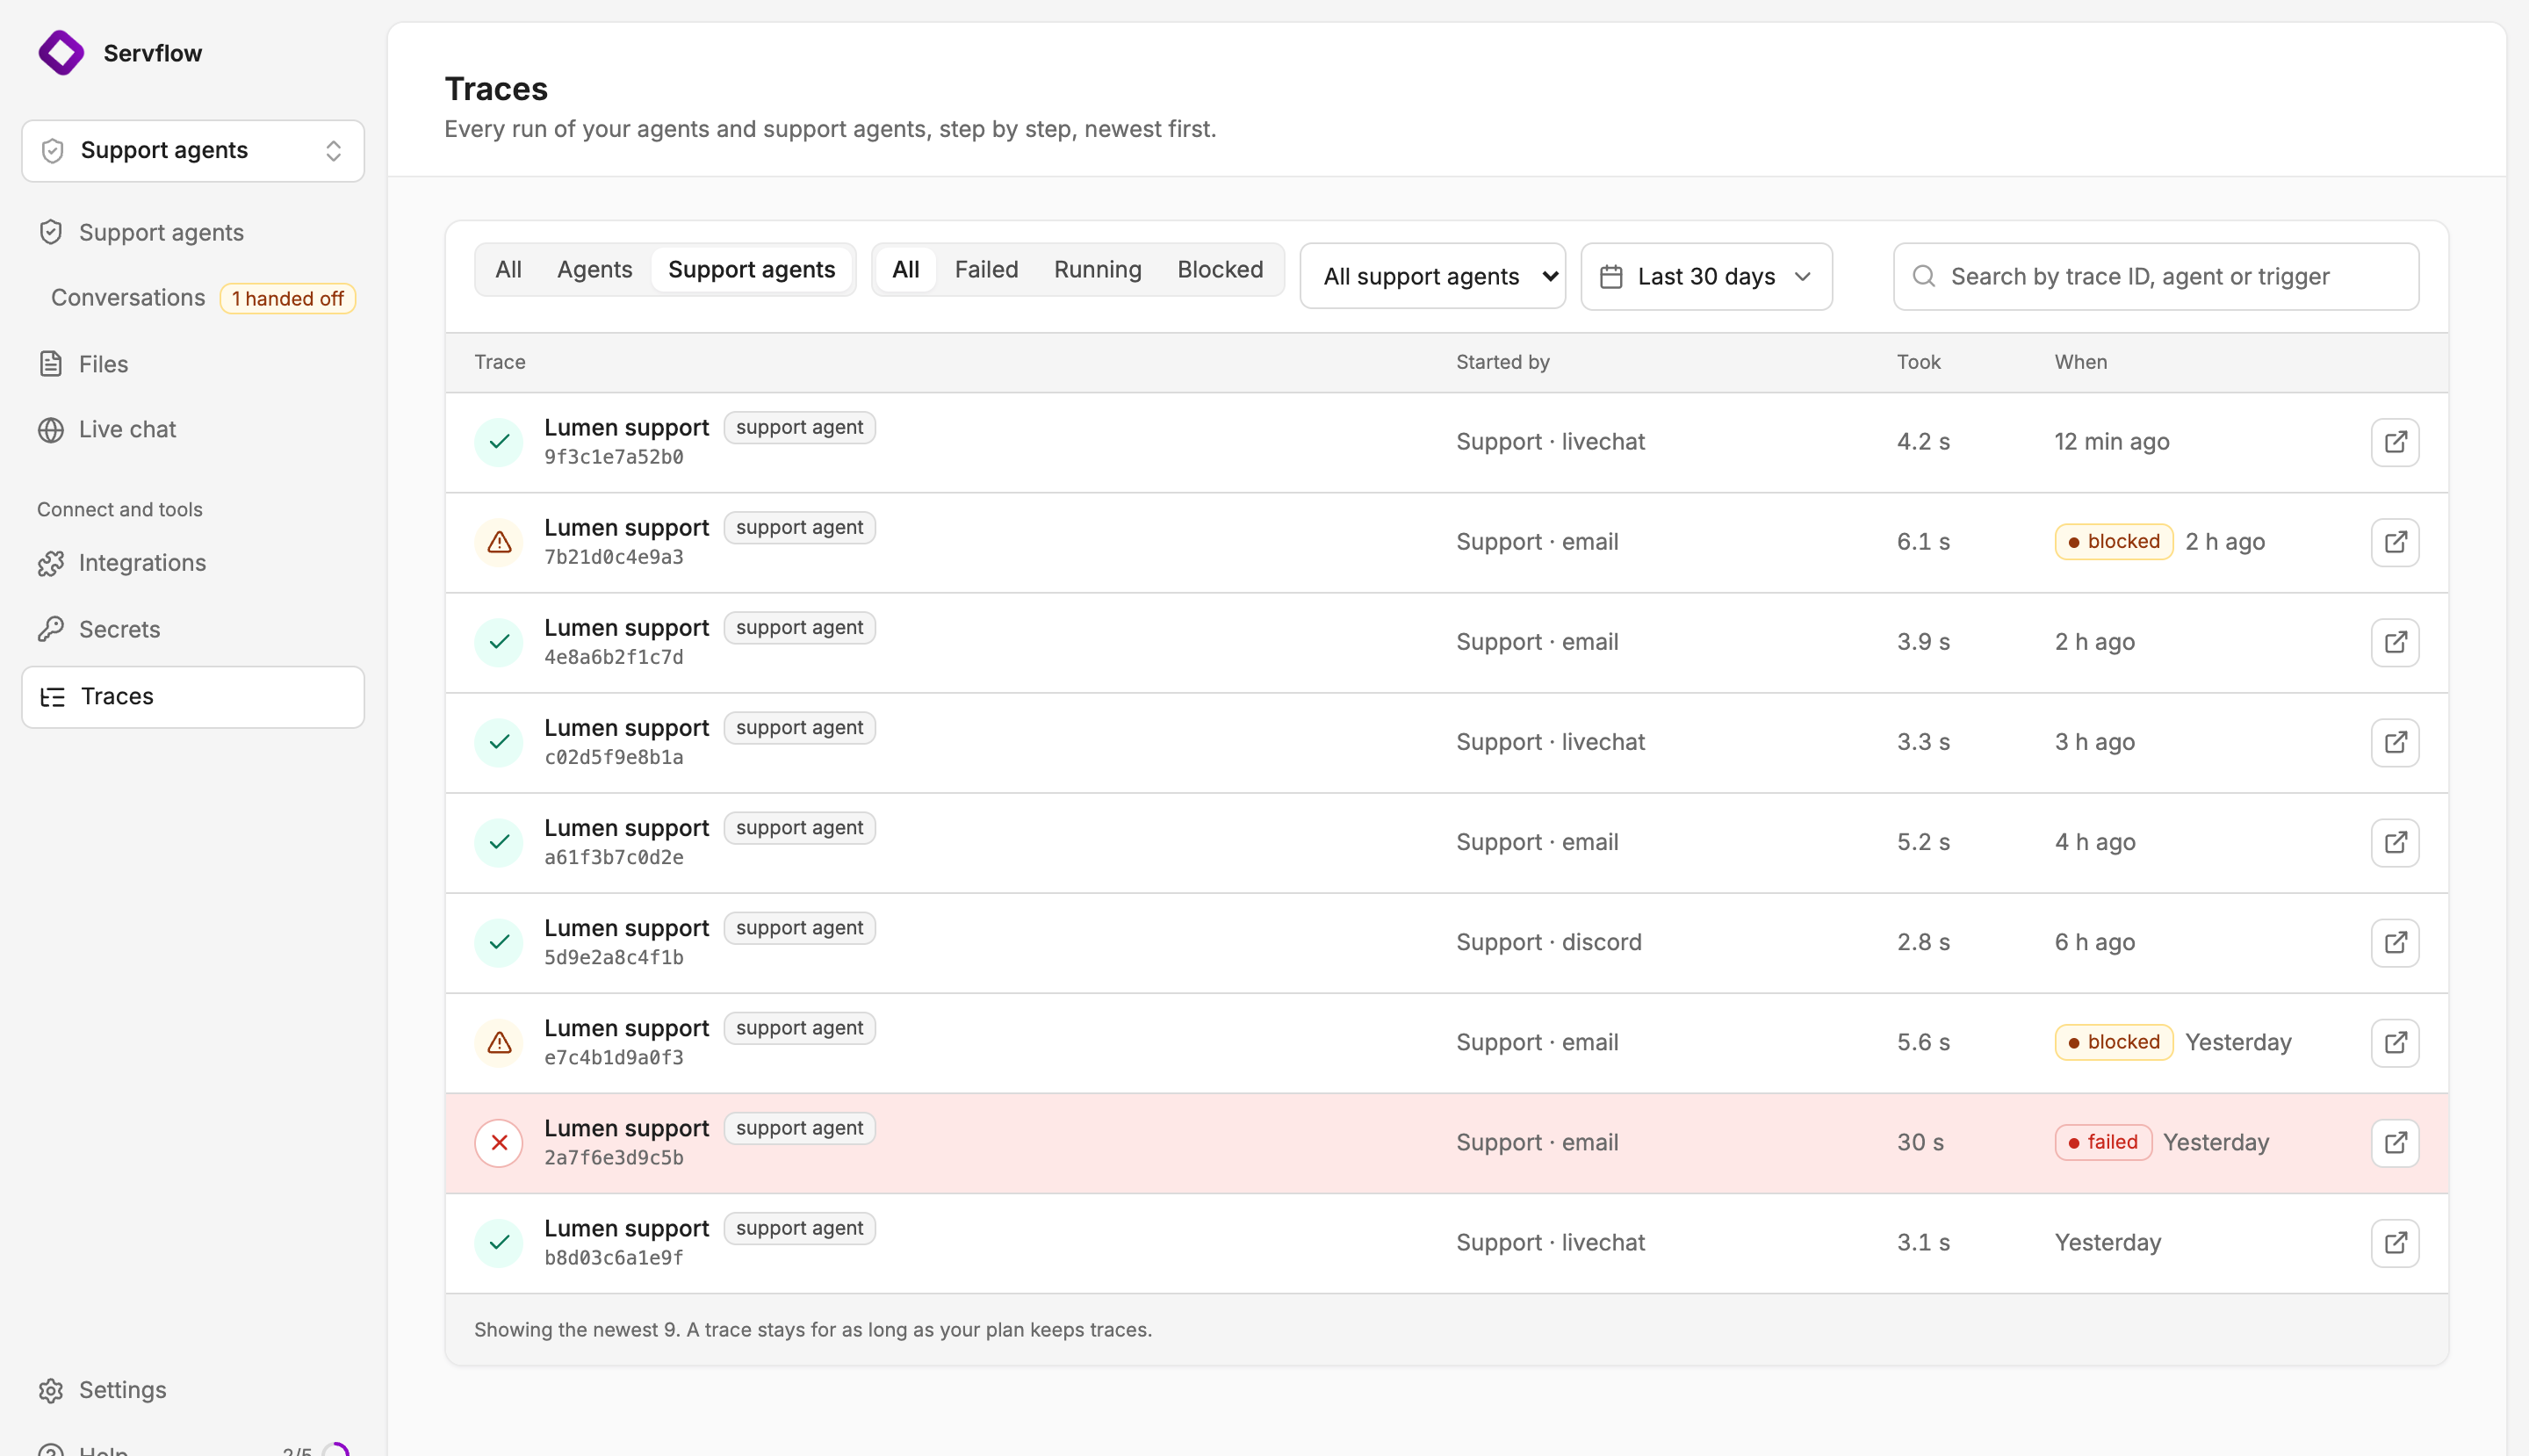 Servflow
Support agents
Support agents
Conversations 1 handed off
Files
Live chat
Connect and tools
Integrations
Secrets
Traces
Settings
Help 2/5
Traces
Every run of your agents and support agents, step by step, newest first.
All Agents Support agents All Failed Running Blocked All support agents Last 30 days Search by trace ID, agent or trigger
Trace Started by Took When
Lumen support support agent
9f3c1e7a52b0
Support · livechat 4.2 s 12 min ago
Lumen support support agent
7b21d0c4e9a3
Support · email 6.1 s blocked 2 h ago
Lumen support support agent
4e8a6b2f1c7d
Support · email 3.9 s 2 h ago
Lumen support support agent
c02d5f9e8b1a
Support · livechat 3.3 s 3 h ago
Lumen support support agent
a61f3b7c0d2e
Support · email 5.2 s 4 h ago
Lumen support support agent
5d9e2a8c4f1b
Support · discord 2.8 s 6 h ago
Lumen support support agent
e7c4b1d9a0f3
Support · email 5.6 s blocked Yesterday
Lumen support support agent
2a7f6e3d9c5b
Support · email 30 s failed Yesterday
Lumen support support agent
b8d03c6a1e9f
Support · livechat 3.1 s Yesterday
Showing the newest 9. A trace stays for as long as your plan keeps traces.